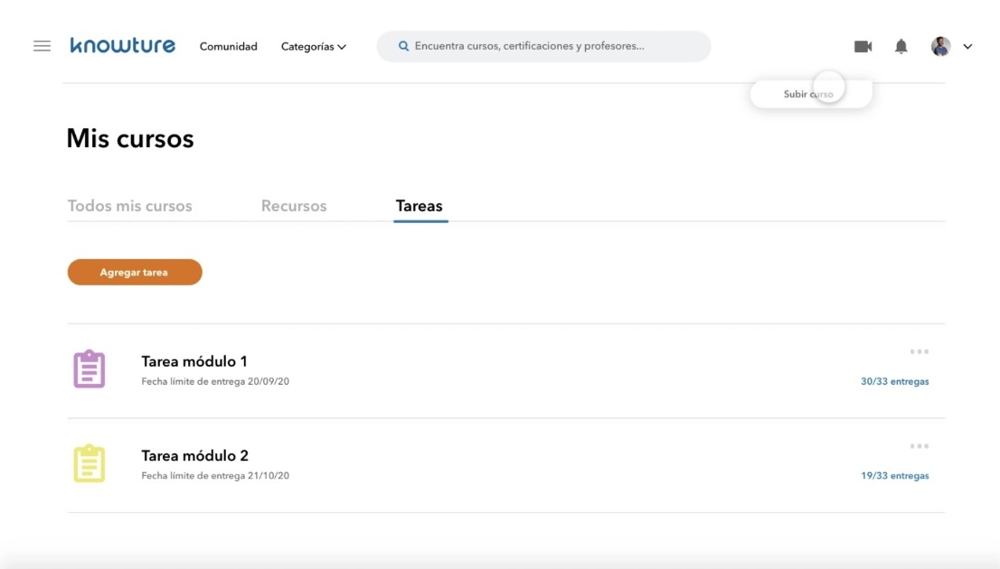 knowture
Comunidad
Categorías
Encuentra cursos, certificaciones y profesores...
Subir curso
Mis cursos
Todos mis cursos
Recursos
Tareas
Agregar tarea
Tarea módulo 1
Fecha límite de entrega 20/09/20
30/33 entregas
Tarea módulo 2
Fecha límite de entrega 21/10/20
19/33 entregas